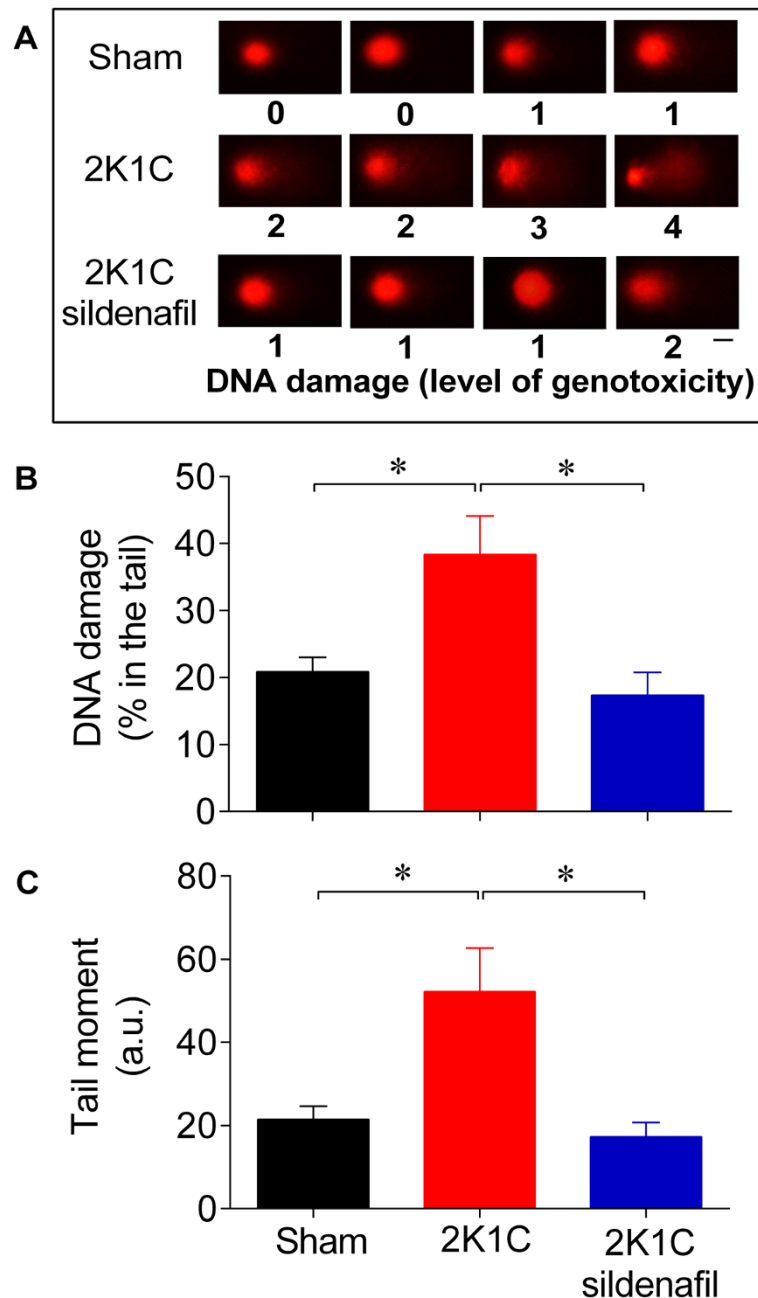 A
Sham
0 0 1 1
2K1C
2 2 3 4
2K1C
sildenafil
1 1 1 2
DNA damage (level of genotoxicity)
B
DNA damage
(% in the tail)
50
40
30
20
10
0
* *
C
Tail moment
(a.u.)
80
60
40
20
0
* *
Sham 2K1C 2K1C
sildenafil